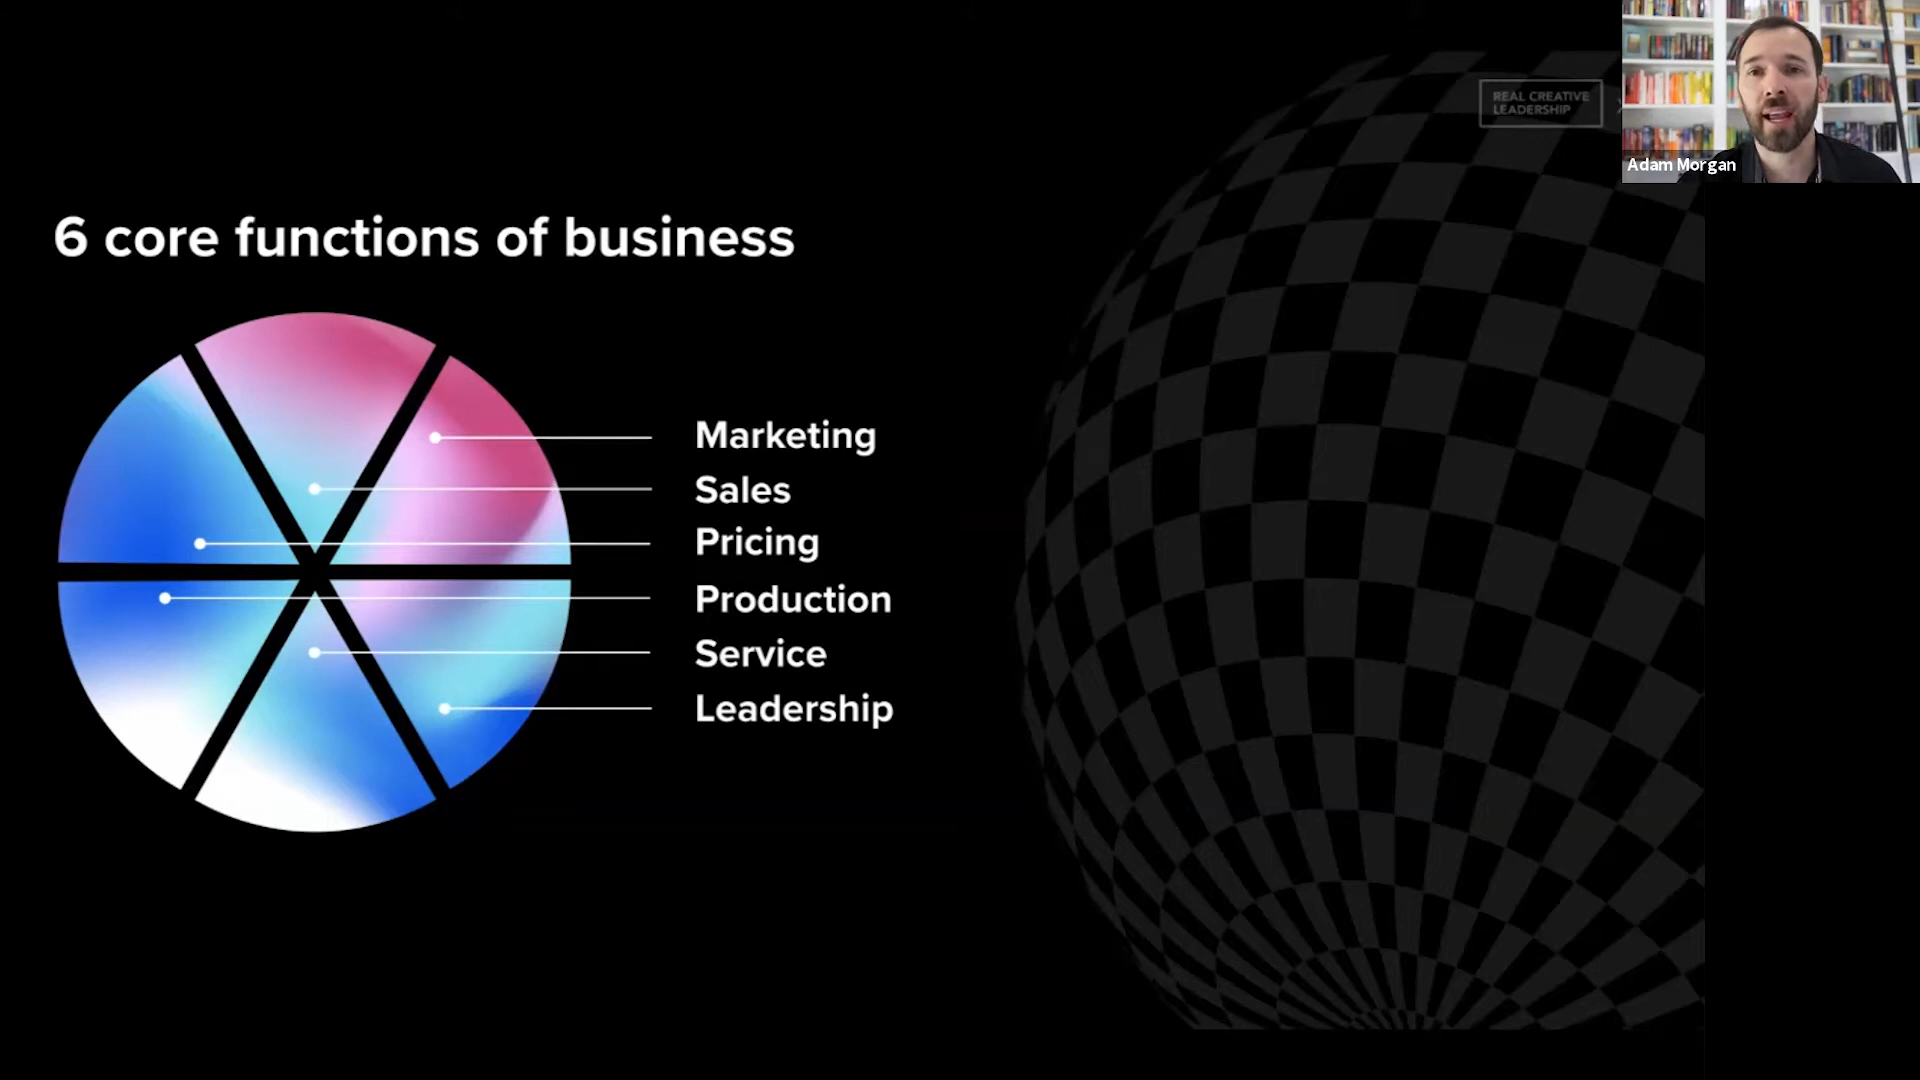 REAL CREATIVE
LEADERSHIP
Adam Morgan
6 core functions of business
Marketing
Sales
Pricing
Production
Service
Leadership